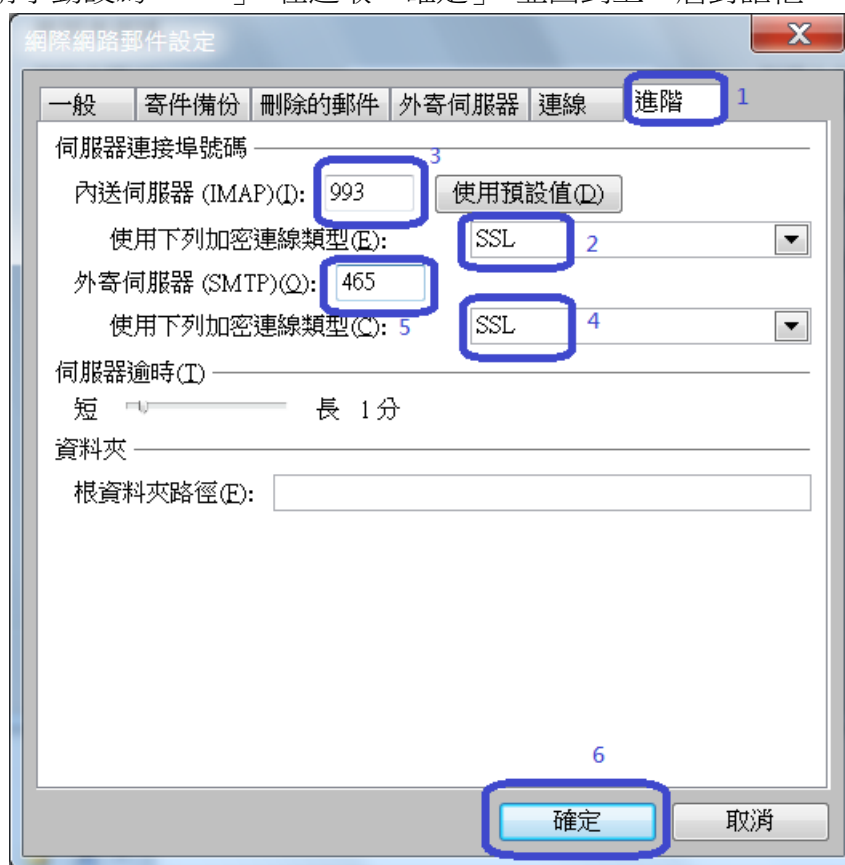 網際網路郵件設定
一般 寄件備份 刪除的郵件 外寄伺服器 連線 進階 1
伺服器連接埠號碼
3
內送伺服器 (IMAP)(I): 993 使用預設值(D)
使用下列加密連線類型(E): SSL 2
外寄伺服器 (SMTP)(O): 465
使用下列加密連線類型(C): 5 SSL 4
伺服器逾時(T)
短 長 1分
資料夾
根資料夾路徑(F):
6
確定 取消